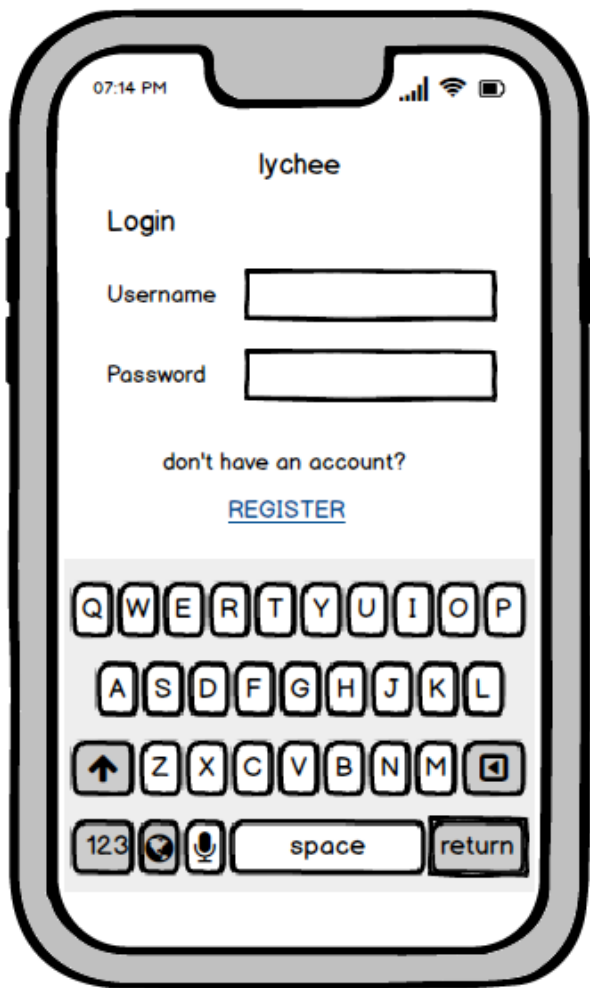 07:14 PM
lychee
Login
Username
Password
don't have an account?
REGISTER
Q W E R T Y U I O P
A S D F G H J K L
Z X C V B N M
123 space return